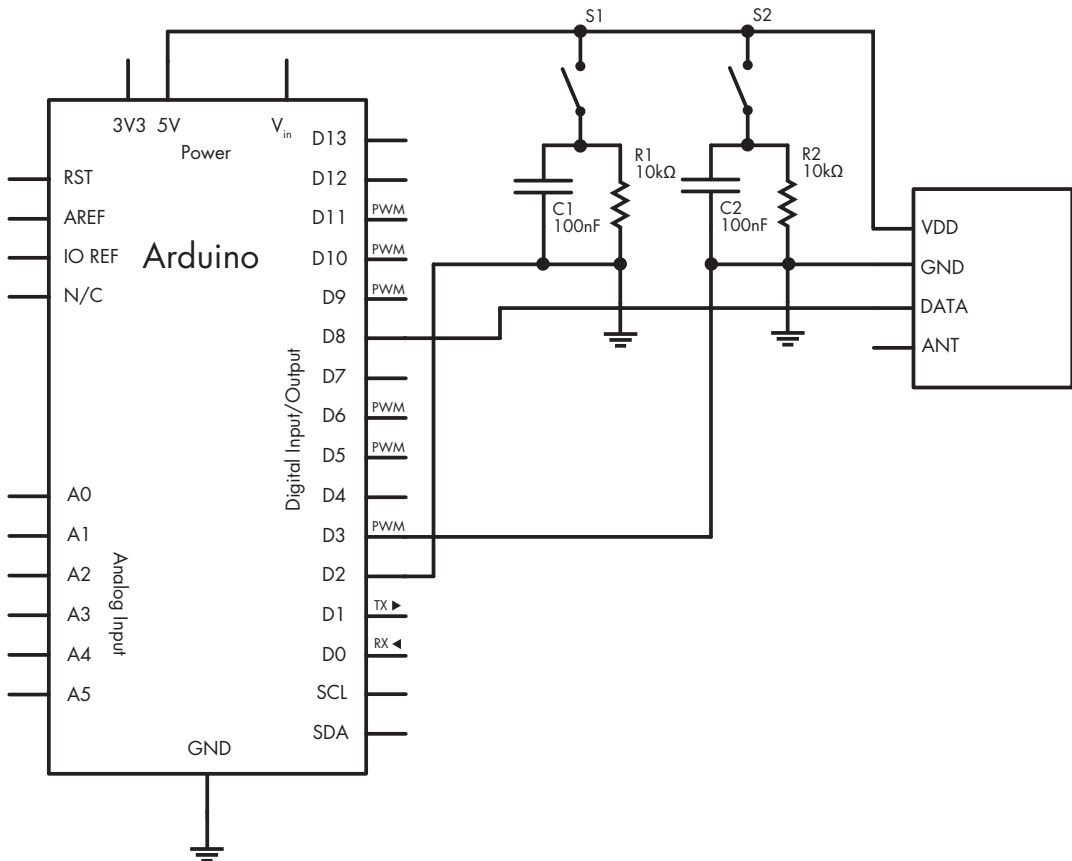 S1
S2
3V3 5V
V in
Power
D13
RST
D12
R1
10kΩ
R2
10kΩ
AREF
D11
PWM
C1
100nF
C2
100nF
VDD
IO REF
Arduino
D10
PWM
GND
N/C
D9
PWM
DATA
D8
ANT
D7
Digital Input/Output
D6
PWM
D5
PWM
A0
D4
A1
D3
PWM
A2
D2
Analog Input
A3
D1
TX ▶
A4
D0
RX ◀
A5
SCL
SDA
GND